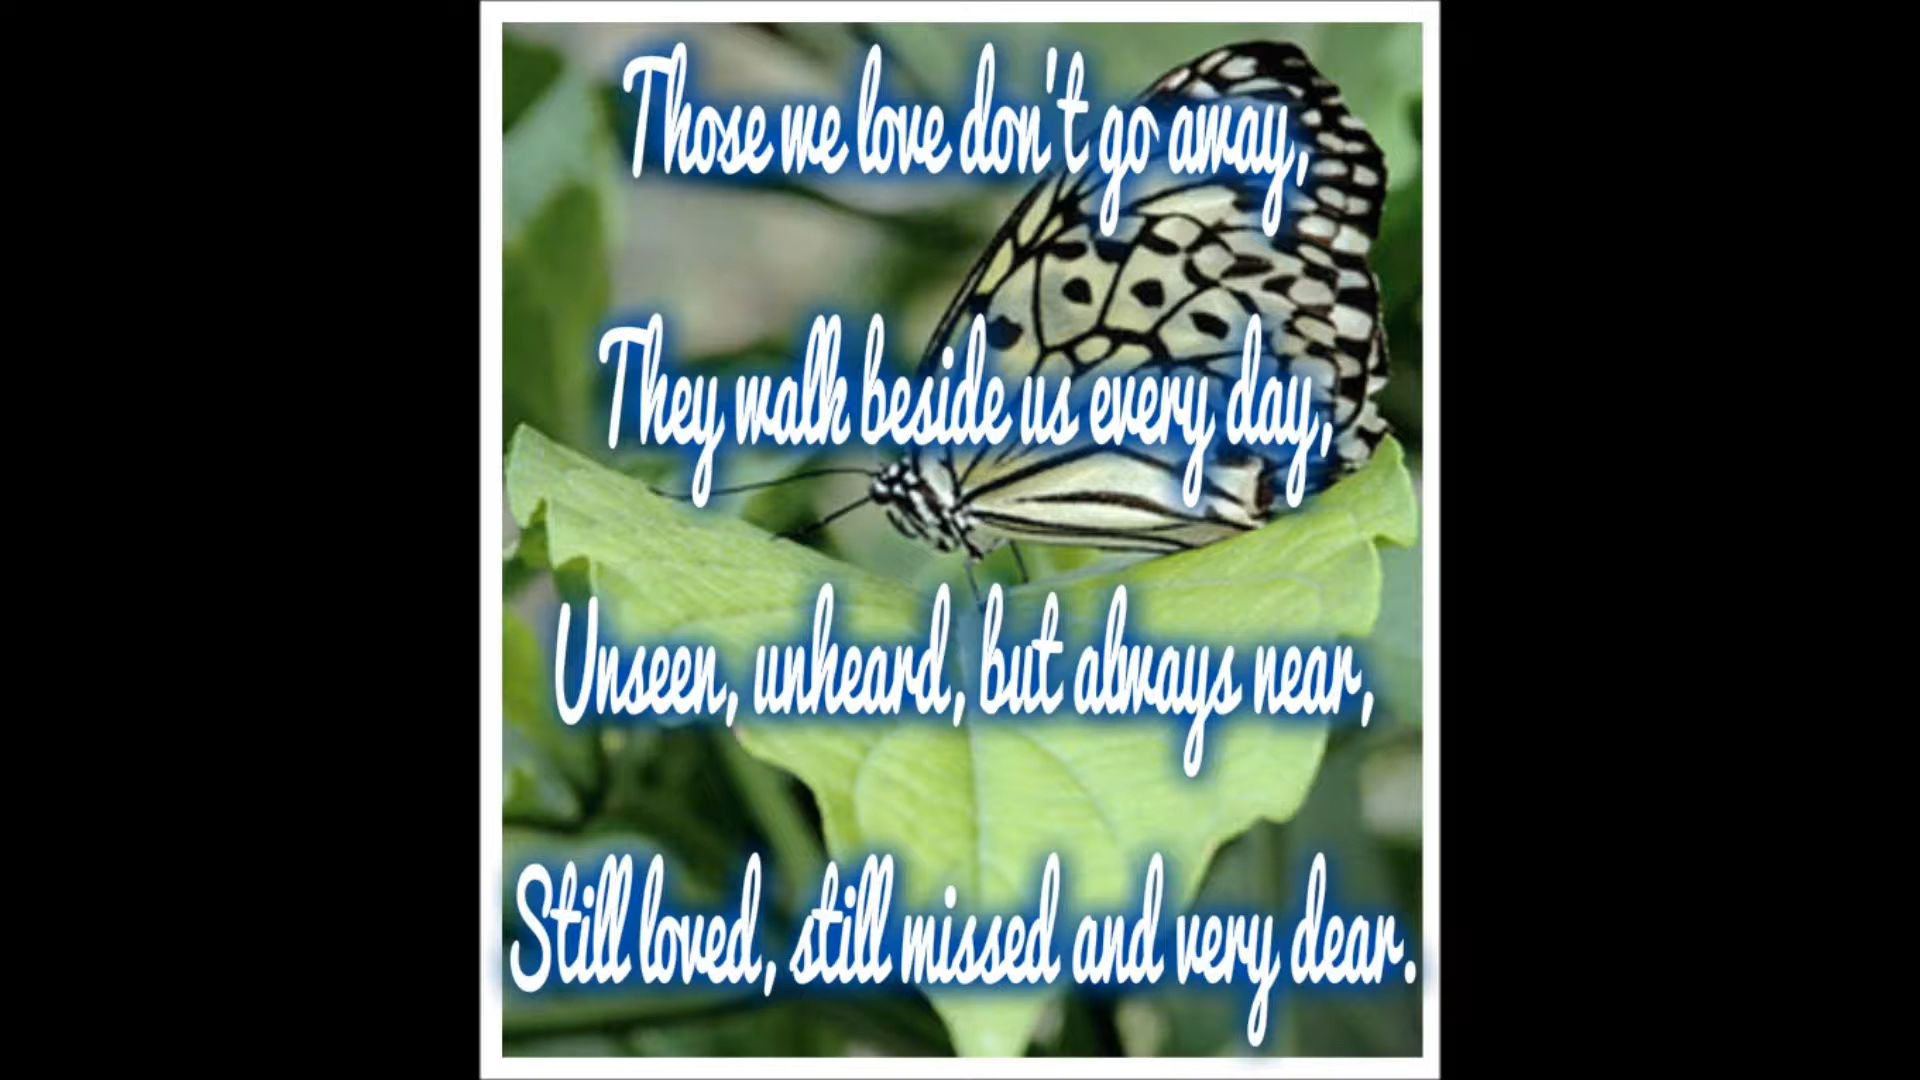 Those we love don't go away,
They walk beside us every day,
Unseen, unheard, but always near,
Still loved, still missed and very dear.